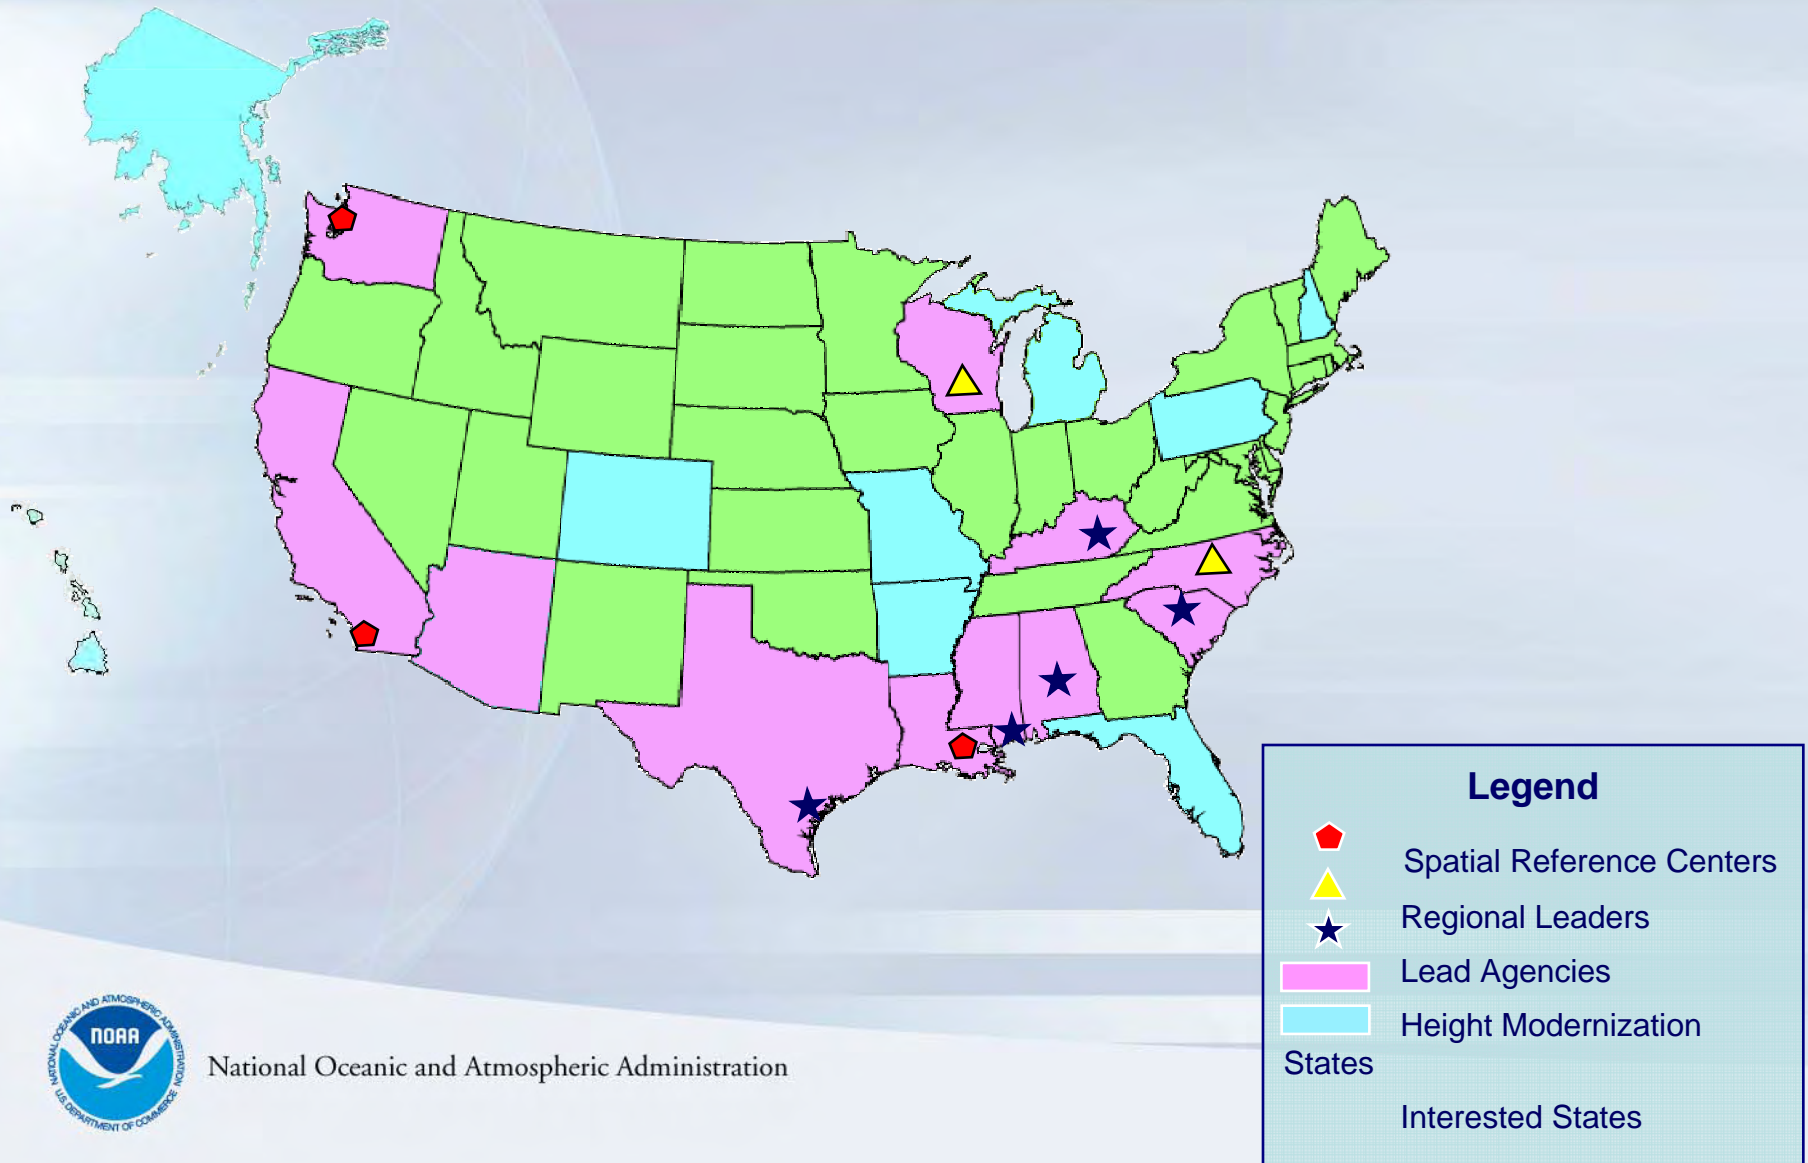 Legend
Spatial Reference Centers
Regional Leaders
Lead Agencies
Height Modernization
States
Interested States
NATIONAL OCEANIC AND ATMOSPHERIC ADMINISTRATION
NOAA
U.S. DEPARTMENT OF COMMERCE
National Oceanic and Atmospheric Administration